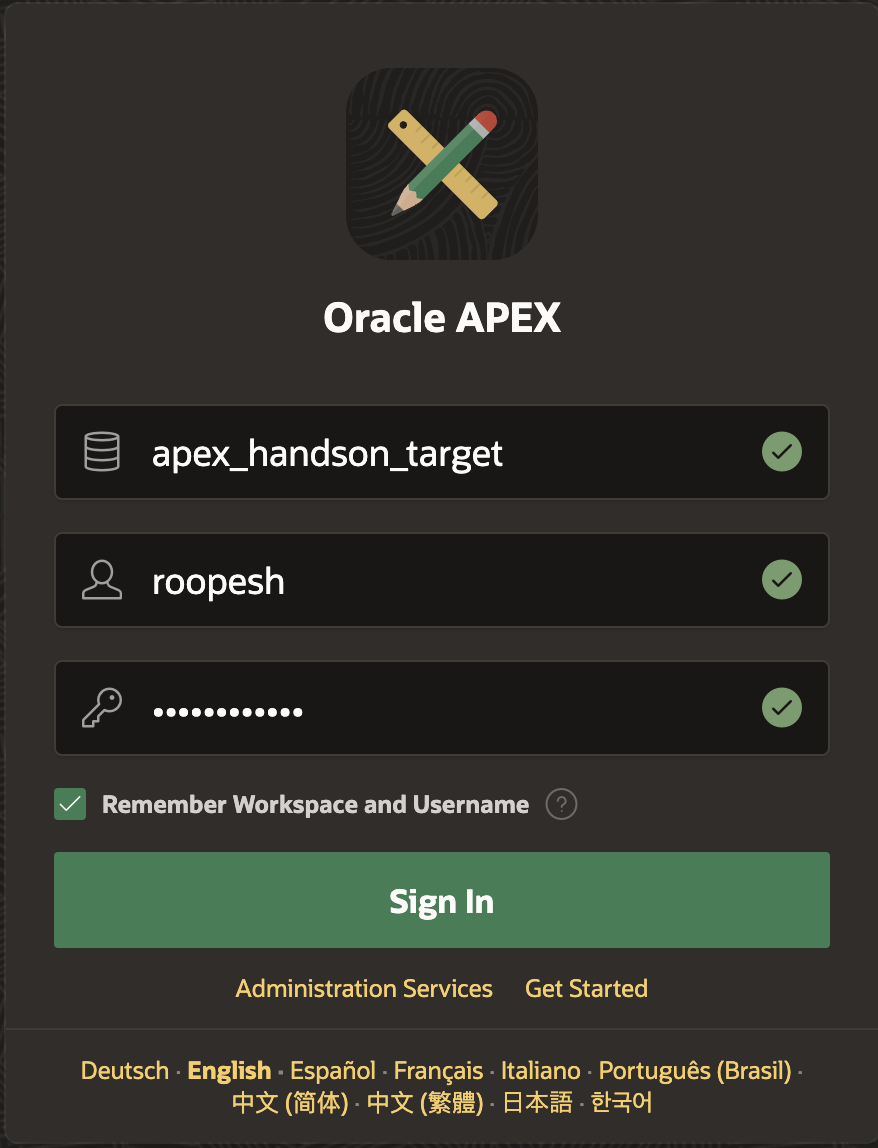 Oracle APEX
apex_handson_target
roopesh
••••••••••••
Remember Workspace and Username ?
Sign In
Administration Services Get Started
Deutsch · English · Español · Français · Italiano · Português (Brasil) ·
中文 (简体) · 中文 (繁體) · 日本語 · 한국어